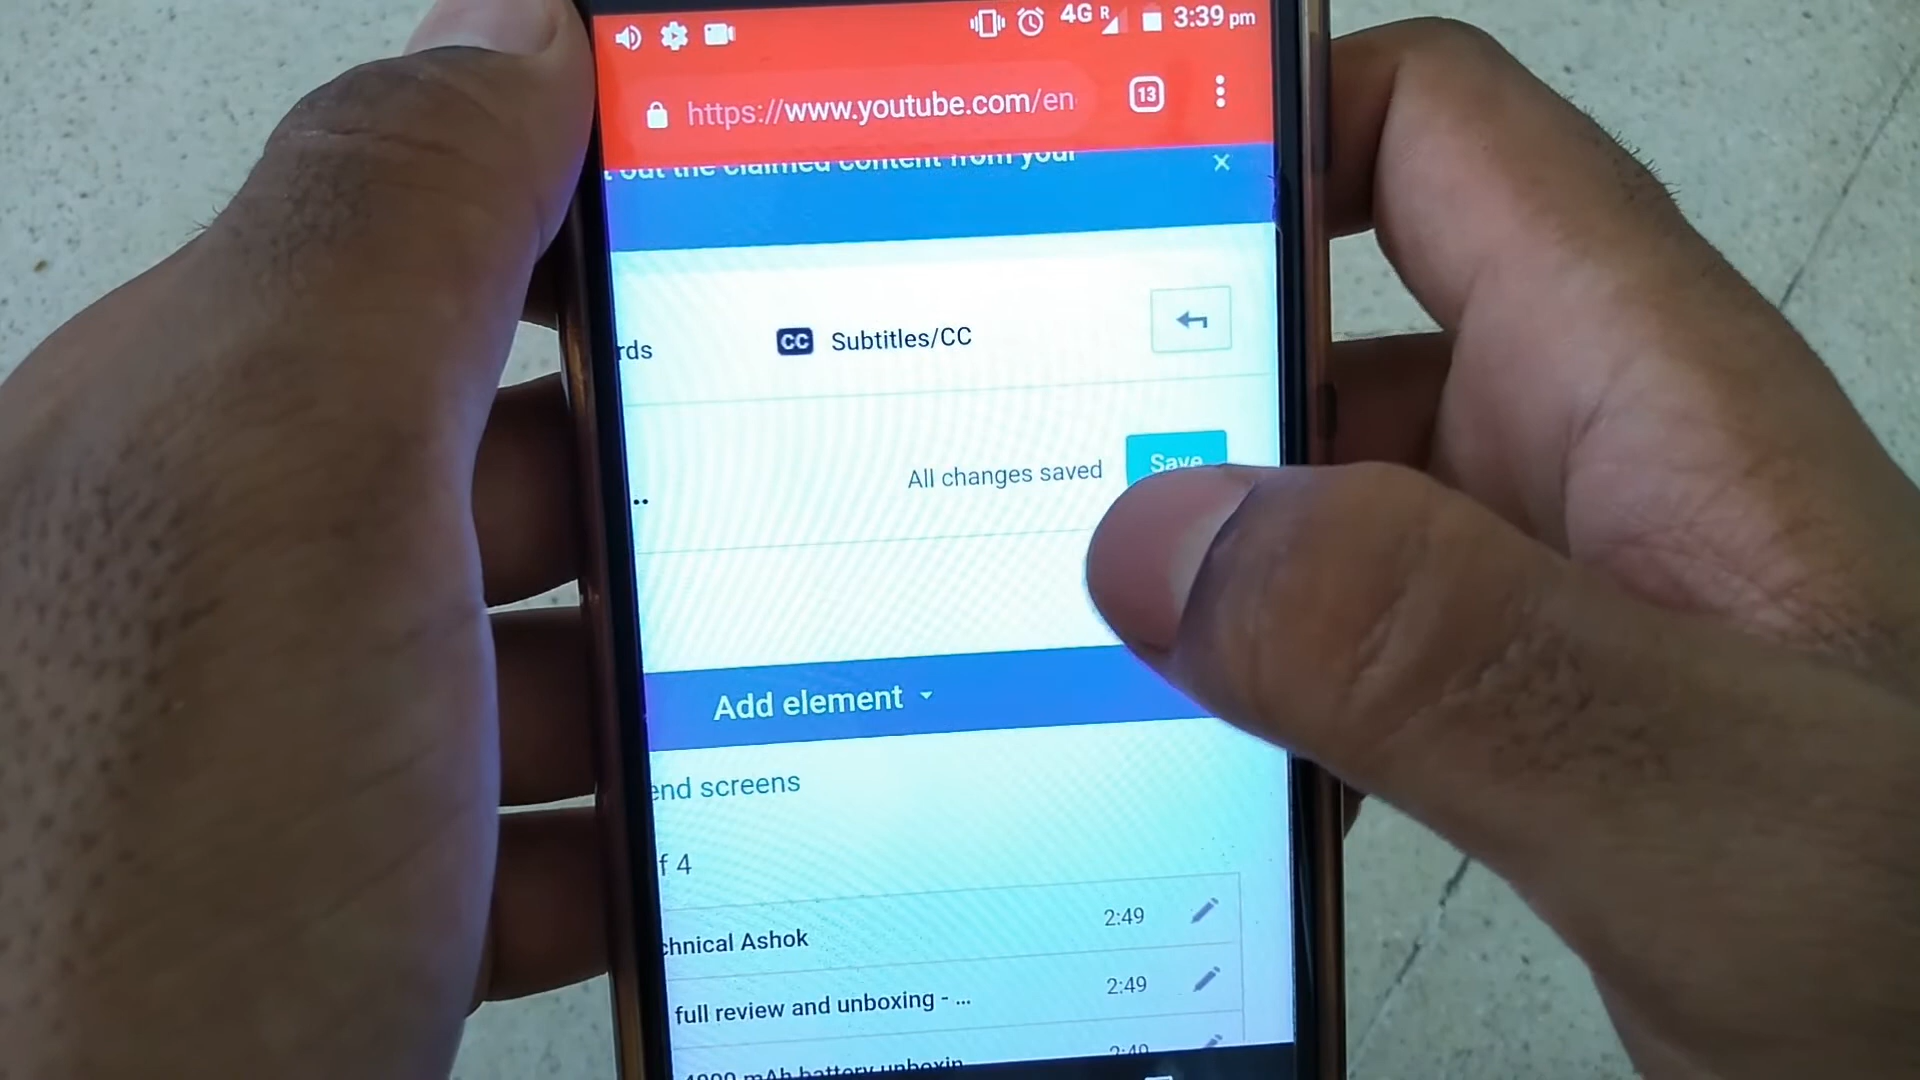 4G R 3:39 pm
https://www.youtube.com/en 13
t out the claimed content from your
rds CC Subtitles/CC
.. All changes saved Save
Add element
end screens
f 4
chnical Ashok 2:49
full review and unboxing - ... 2:49
4000 mAh battery unboxin 2:49